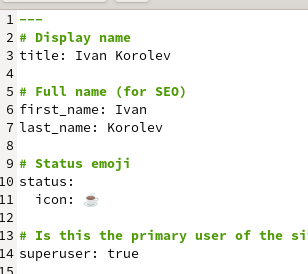 1 ---
2 # Display name
3 title: Ivan Korolev
4
5 # Full name (for SEO)
6 first_name: Ivan
7 last_name: Korolev
8
9 # Status emoji
10 status:
11   icon: ☕
12
13 # Is this the primary user of the si
14 superuser: true
15